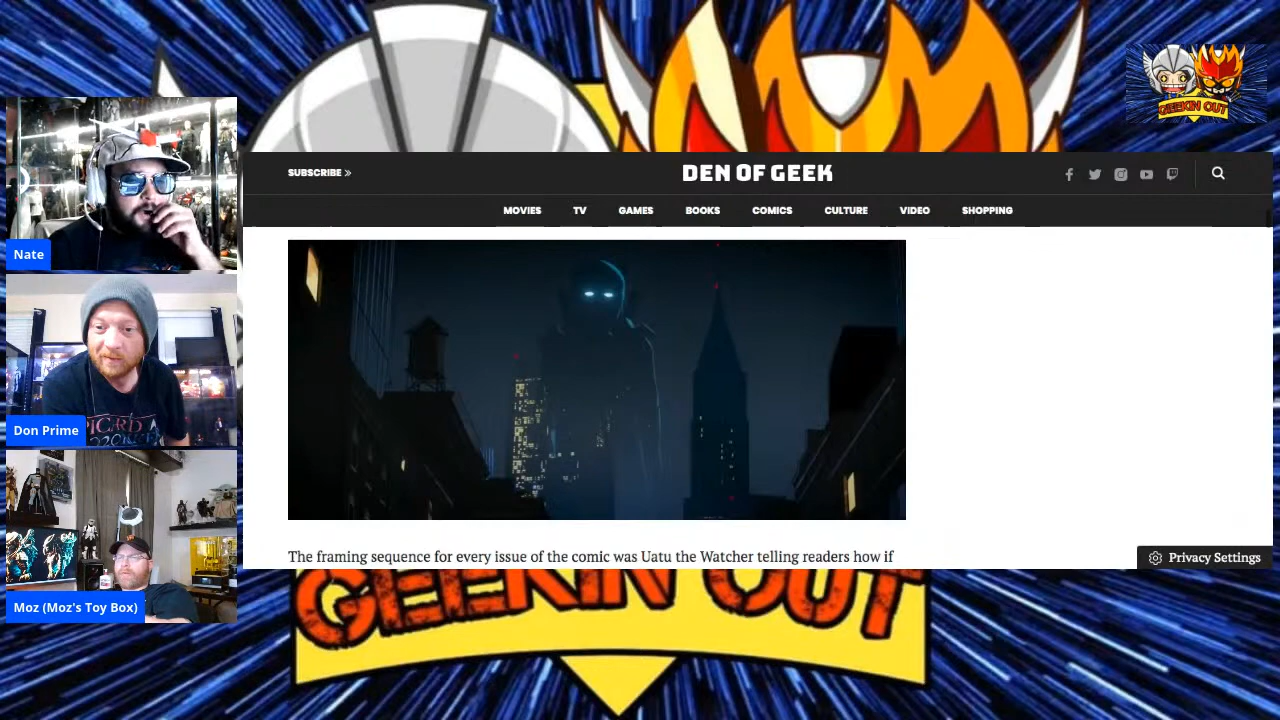 GEEKIN OUT
Nate
Don Prime
PICARD
Moz (Moz's Toy Box)
SUBSCRIBE »
DEN OF GEEK
MOVIES TV GAMES BOOKS COMICS CULTURE VIDEO SHOPPING
The framing sequence for every issue of the comic was Uatu the Watcher telling readers how if
Privacy Settings
GEEKIN OUT